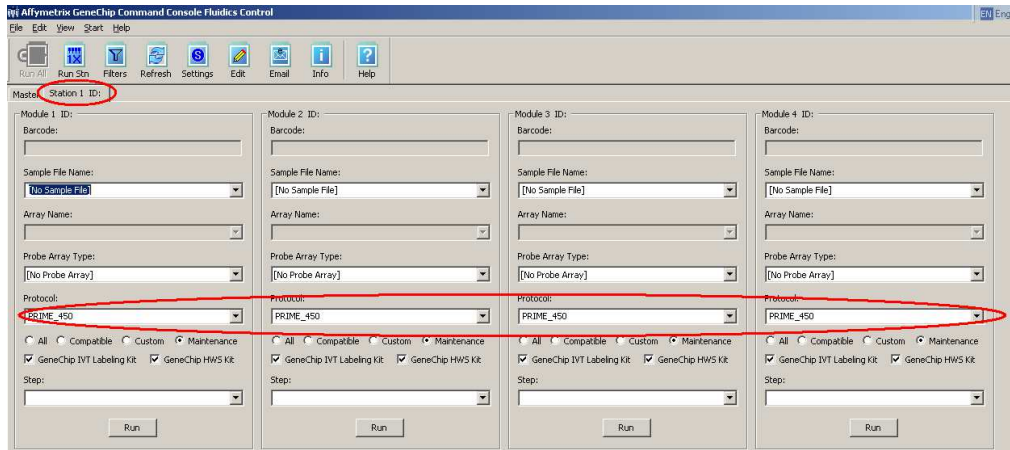 Affymetrix GeneChip Command Console Fluidics Control
EN Eng
File Edit View Start Help
Run All Run Stn Filters Refresh Settings Edit Email Info Help
Master Station 1 ID:
Module 1 ID: Module 2 ID: Module 3 ID: Module 4 ID:
Barcode: Barcode: Barcode: Barcode:
Sample File Name: Sample File Name: Sample File Name: Sample File Name:
[No Sample File] [No Sample File] [No Sample File] [No Sample File]
Array Name: Array Name: Array Name: Array Name:
Probe Array Type: Probe Array Type: Probe Array Type: Probe Array Type:
[No Probe Array] [No Probe Array] [No Probe Array] [No Probe Array]
Protocol: Protocol: Protocol: Protocol:
PRIME_450 PRIME_450 PRIME_450 PRIME_450
All Compatible Custom Maintenance All Compatible Custom Maintenance All Compatible Custom Maintenance All Compatible Custom Maintenance
GeneChip IVT Labeling Kit GeneChip HWS Kit GeneChip IVT Labeling Kit GeneChip HWS Kit GeneChip IVT Labeling Kit GeneChip HWS Kit GeneChip IVT Labeling Kit GeneChip HWS Kit
Step: Step: Step: Step:
Run Run Run Run